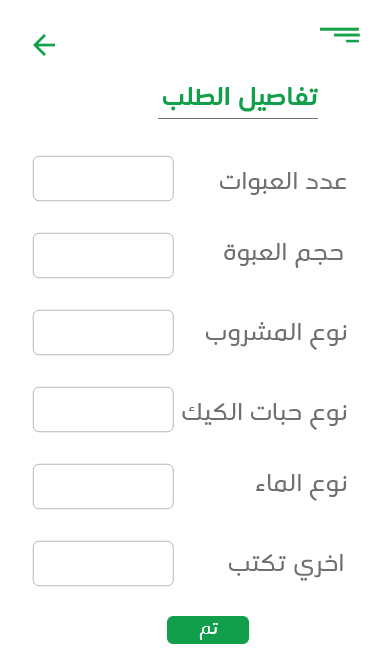 تفاصيل الطلب
عدد العبوات
حجم العبوة
نوع المشروب
نوع حبات الكيك
نوع الماء
اخري تكتب
تم